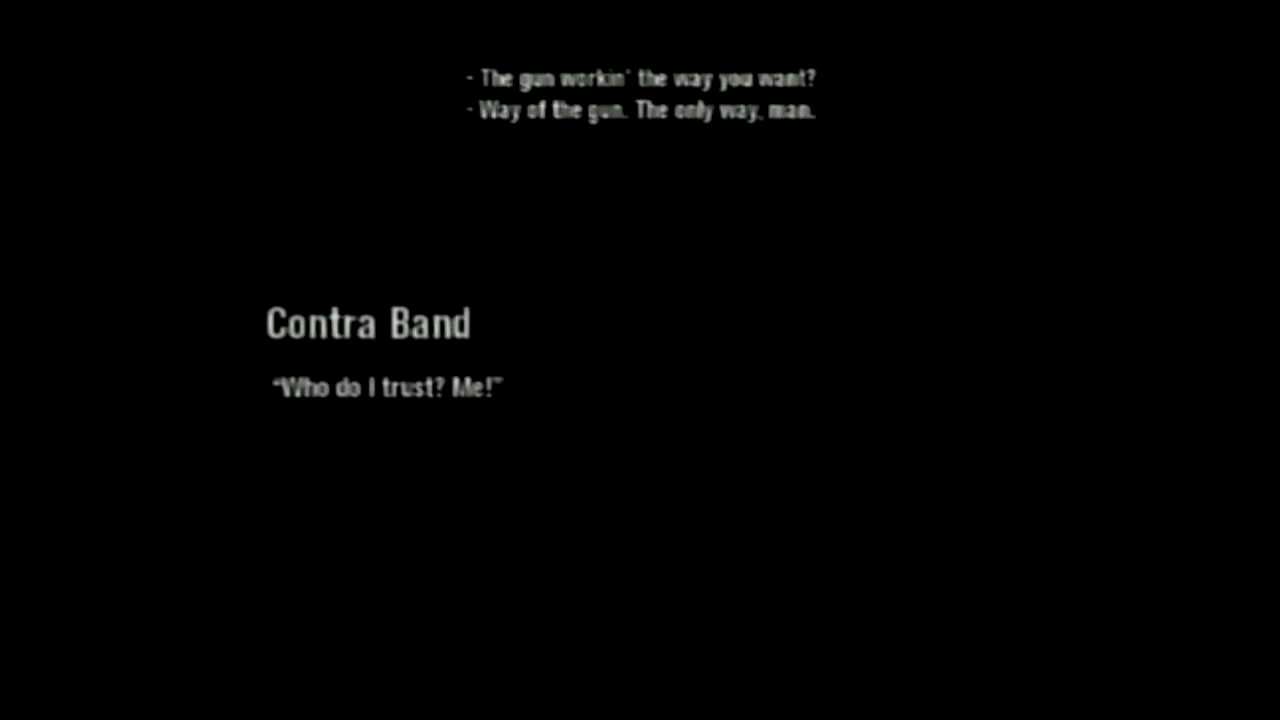 - The gun workin' the way you want?
- Way of the gun. The only way, man.
Contra Band
“Who do I trust? Me!”